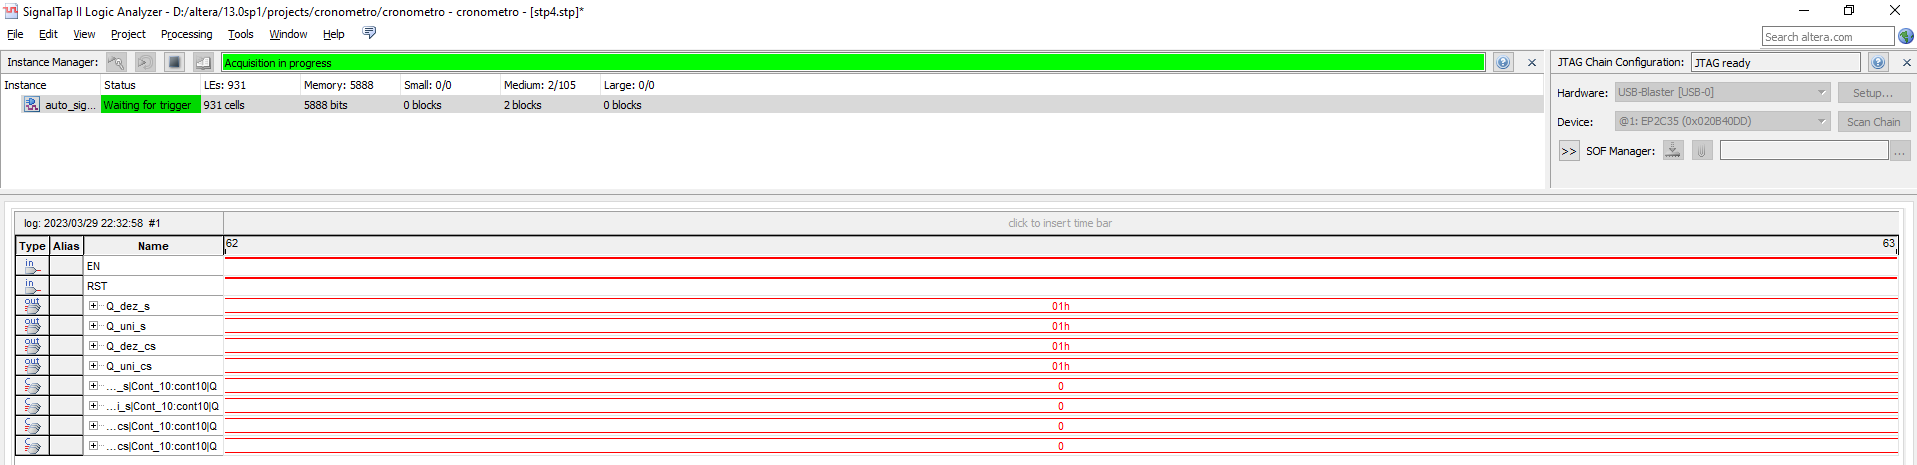 SignalTap II Logic Analyzer - D:/altera/13.0sp1/projects/cronometro/cronometro - cronometro - [stp4.stp]*
File Edit View Project Processing Tools Window Help
Search altera.com
Instance Manager: Acquisition in progress
JTAG Chain Configuration: JTAG ready
Instance Status LEs: 931 Memory: 5888 Small: 0/0 Medium: 2/105 Large: 0/0
auto_sig... Waiting for trigger 931 cells 5888 bits 0 blocks 2 blocks 0 blocks
Hardware: USB-Blaster [USB-0] Setup...
Device: @1: EP2C35 (0x020B40DD) Scan Chain
>> SOF Manager: ...
log: 2023/03/29 22:32:58 #1 click to insert time bar
Type Alias Name 62 63
in EN
in RST
out Q_dez_s 01h
out Q_uni_s 01h
out Q_dez_cs 01h
out Q_uni_cs 01h
..._s|Cont_10:cont10|Q 0
...i_s|Cont_10:cont10|Q 0
...cs|Cont_10:cont10|Q 0
...cs|Cont_10:cont10|Q 0